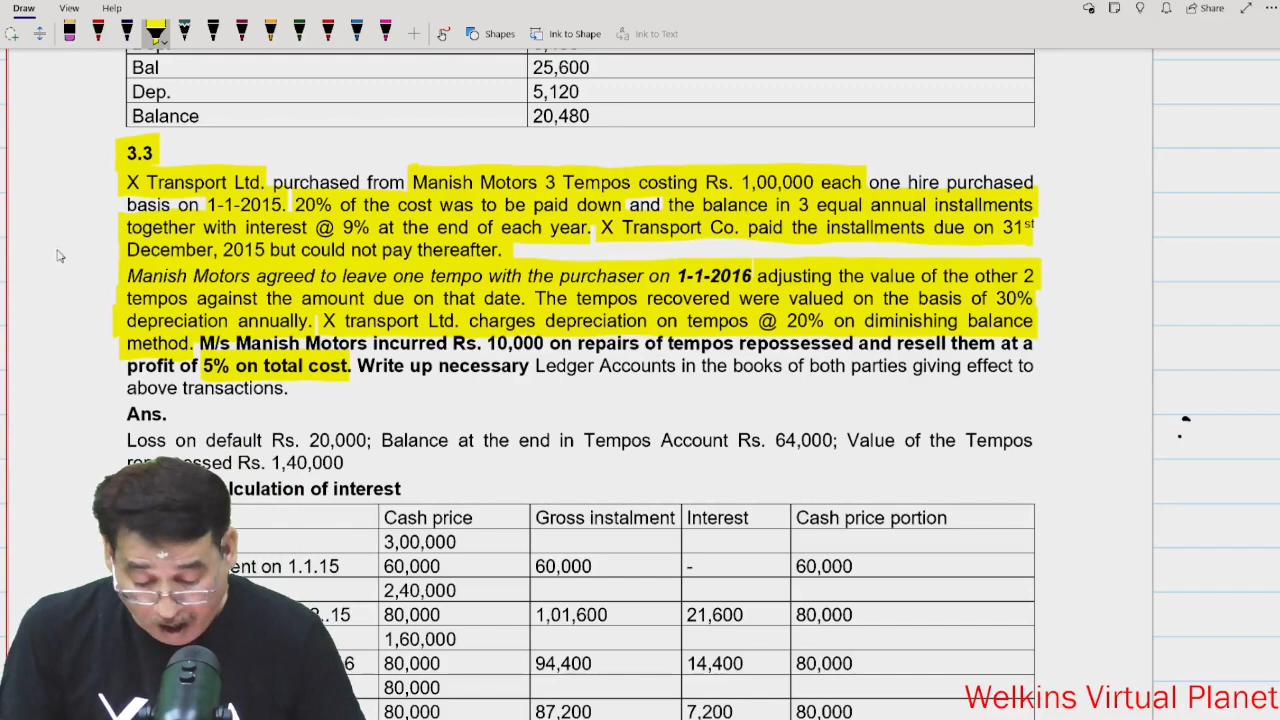 Draw View Help
Share
Shapes Ink to Shape Ink to Text
Bal 25,600
Dep. 5,120
Balance 20,480
3.3
X Transport Ltd. purchased from Manish Motors 3 Tempos costing Rs. 1,00,000 each one hire purchased
basis on 1-1-2015. 20% of the cost was to be paid down and the balance in 3 equal annual installments
together with interest @ 9% at the end of each year. X Transport Co. paid the installments due on 31st
December, 2015 but could not pay thereafter.
Manish Motors agreed to leave one tempo with the purchaser on 1-1-2016 adjusting the value of the other 2
tempos against the amount due on that date. The tempos recovered were valued on the basis of 30%
depreciation annually. X transport Ltd. charges depreciation on tempos @ 20% on diminishing balance
method. M/s Manish Motors incurred Rs. 10,000 on repairs of tempos repossessed and resell them at a
profit of 5% on total cost. Write up necessary Ledger Accounts in the books of both parties giving effect to
above transactions.
Ans.
Loss on default Rs. 20,000; Balance at the end in Tempos Account Rs. 64,000; Value of the Tempos
Rs. 1,40,000
of interest
Cash price Gross instalment Interest Cash price portion
3,00,000
on 1.1.15 60,000 60,000 - 60,000
2,40,000
80,000 1,01,600 21,600 80,000
1,60,000
80,000 94,400 14,400 80,000
80,000
80,000 87,200 7,200 80,000
Welkins Virtual Planet